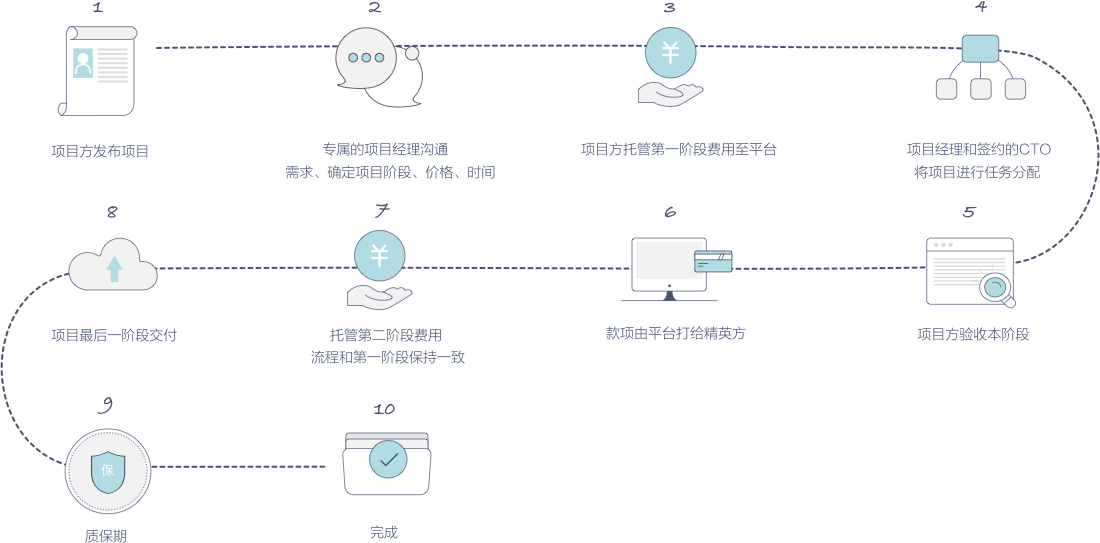 1
项目方发布项目
2
专属的项目经理沟通
需求、确定项目阶段、价格、时间
3
¥
项目方托管第一阶段费用至平台
4
项目经理和签约的CTO
将项目进行任务分配
5
项目方验收本阶段
6
款项由平台打给精英方
7
¥
托管第二阶段费用
流程和第一阶段保持一致
8
项目最后一阶段交付
9
保
质保期
10
完成